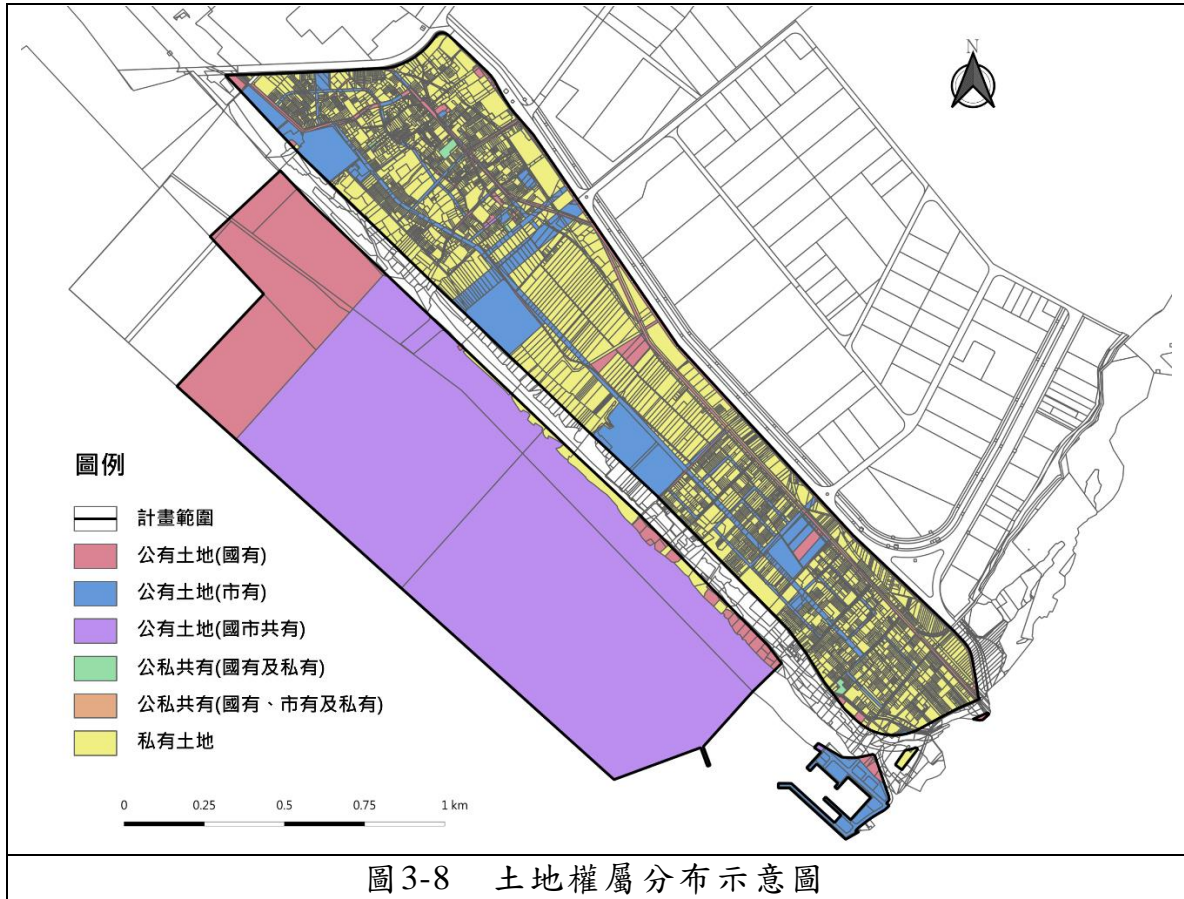 N
圖例
計畫範圍
公有土地(國有)
公有土地(市有)
公有土地(國市共有)
公私共有(國有及私有)
公私共有(國有、市有及私有)
私有土地
0 0.25 0.5 0.75 1 km
圖3-8 土地權屬分布示意圖